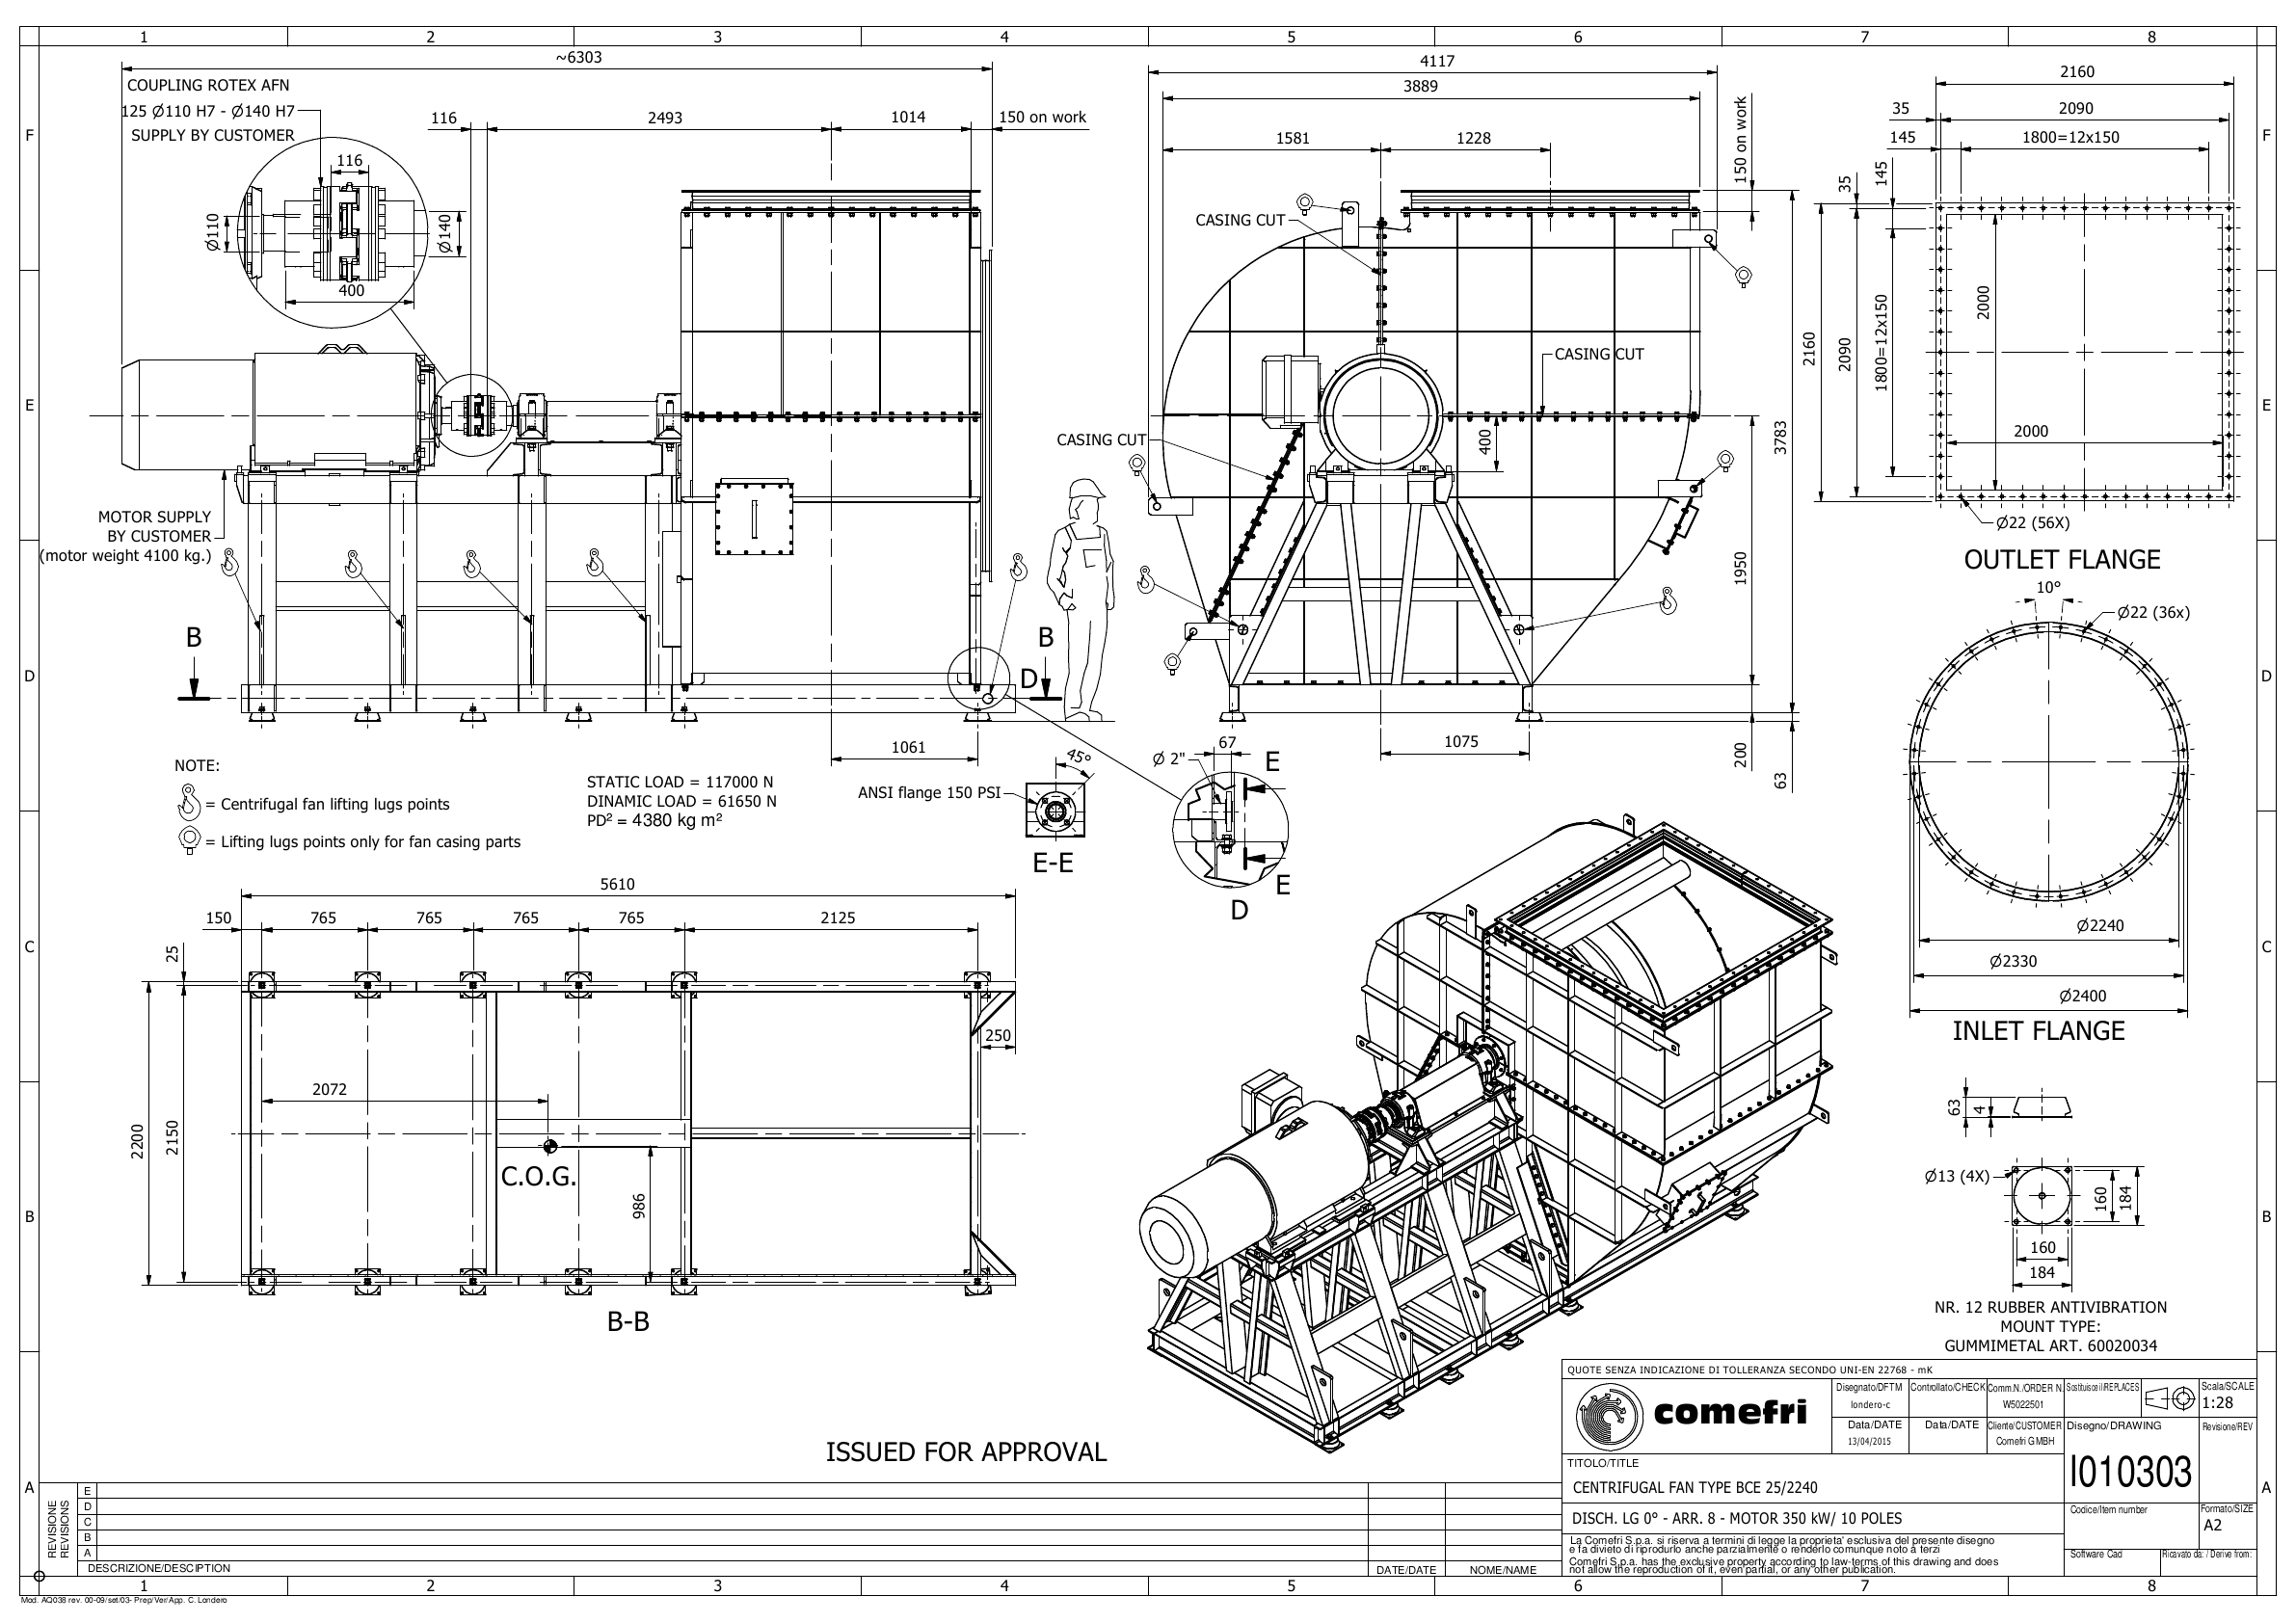 1 2 3 4 5 6 7 8
~6303
COUPLING ROTEX AFN
125 Ø110 H7 - Ø140 H7
SUPPLY BY CUSTOMER
116
2493
1014
150 on work
116
Ø110
Ø140
400
MOTOR SUPPLY
BY CUSTOMER
(motor weight 4100 kg.)
B
B
D
1061
4117
3889
1581
1228
150 on work
CASING CUT
CASING CUT
CASING CUT
400
1950
3783
1075
200
63
2160
35
2090
145
1800=12x150
35
145
2160
2090
1800=12x150
2000
2000
Ø22 (56X)
OUTLET FLANGE
10°
Ø22 (36x)
Ø2240
Ø2330
Ø2400
INLET FLANGE
NOTE:
= Centrifugal fan lifting lugs points
= Lifting lugs points only for fan casing parts
STATIC LOAD = 117000 N
DINAMIC LOAD = 61650 N
PD² = 4380 kg m²
ANSI flange 150 PSI
45°
E-E
Ø 2"
67
E
E
D
5610
150
765
765
765
765
2125
25
250
2072
2200
2150
C.O.G.
986
B-B
63
4
Ø13 (4X)
160
184
160
184
NR. 12 RUBBER ANTIVIBRATION
MOUNT TYPE:
GUMMIMETAL ART. 60020034
ISSUED FOR APPROVAL
QUOTE SENZA INDICAZIONE DI TOLLERANZA SECONDO UNI-EN 22768 - mK
comefri
Disegnato/DFTM
londero-c
Controllato/CHECK
Comm.N./ORDER N.
W5022501
Sostituisce il/REPLACES
Scala/SCALE
1:28
Data/DATE
13/04/2015
Data/DATE
Cliente/CUSTOMER
Comefri GMBH
Disegno/DRAWING
I010303
Revisione/REV
TITOLO/TITLE
CENTRIFUGAL FAN TYPE BCE 25/2240
DISCH. LG 0° - ARR. 8 - MOTOR 350 kW/ 10 POLES
Codice/Item number
Formato/SIZE
A2
La Comefri S.p.a. si riserva a termini di legge la proprieta' esclusiva del presente disegno
e fa divieto di riprodurlo anche parzialmente o renderlo comunque noto a terzi
Comefri S.p.a. has the exclusive property according to law-terms of this drawing and does
not allow the reproduction of it, even partial, or any other publication.
Software Cad
Ricavato da: / Derive from:
REVISIONE
REVISIONS
E
D
C
B
A
DESCRIZIONE/DESCIPTION
DATE/DATE
NOME/NAME
F
E
D
C
B
A
F
E
D
C
B
A
1 2 3 4 5 6 7 8
Mod. AQ038 rev. 00-09/set/03- Prep/Ver/App. C. Londero